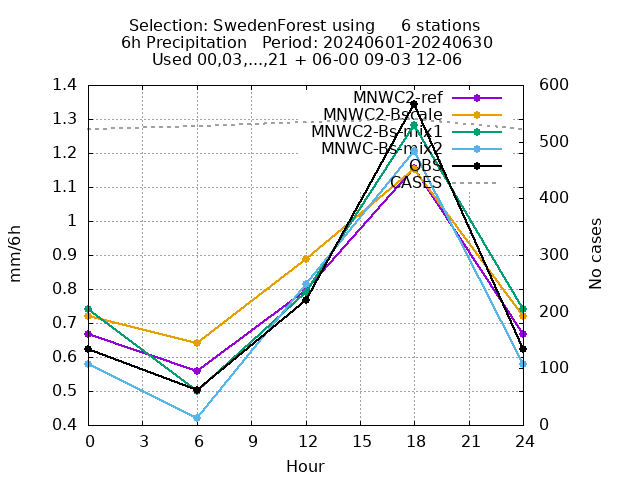 Selection: SwedenForest using 6 stations
6h Precipitation Period: 20240601-20240630
Used 00,03,...,21 + 06-00 09-03 12-06
1.4
1.3
1.2
1.1
1
0.9
0.8
0.7
0.6
0.5
0.4
mm/6h
MNWC2-ref
MNWC2-Bscale
MNWC2-Bs-mix1
MNWC-Bs-mix2
OBS
CASES
600
500
400
300
200
100
0
No cases
0 3 6 9 12 15 18 21 24
Hour